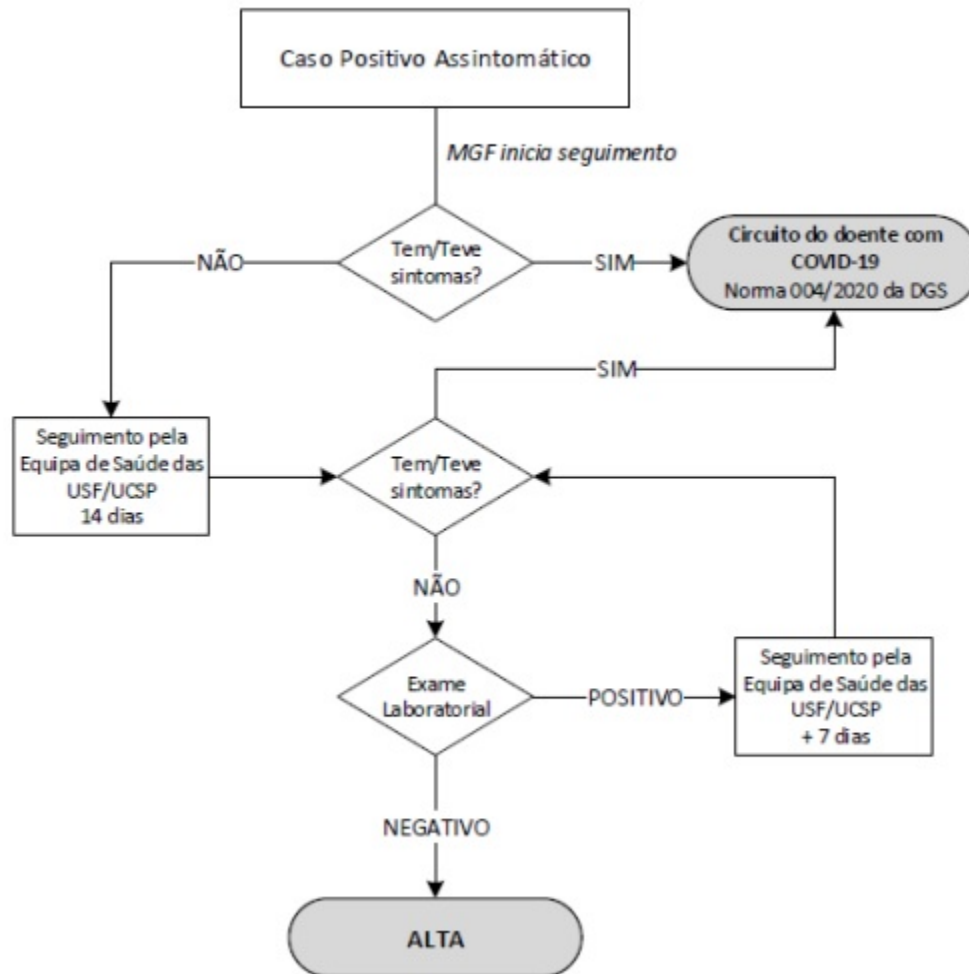 Caso Positivo Assintomático
MGF inicia seguimento
Tem/Teve
sintomas?
NÃO
SIM
Circuito do doente com
COVID-19
Norma 004/2020 da DGS
SIM
Seguimento pela
Equipa de Saúde das
USF/UCSP
14 dias
Tem/Teve
sintomas?
NÃO
Exame
Laboratorial
POSITIVO
Seguimento pela
Equipa de Saúde das
USF/UCSP
+ 7 dias
NEGATIVO
ALTA